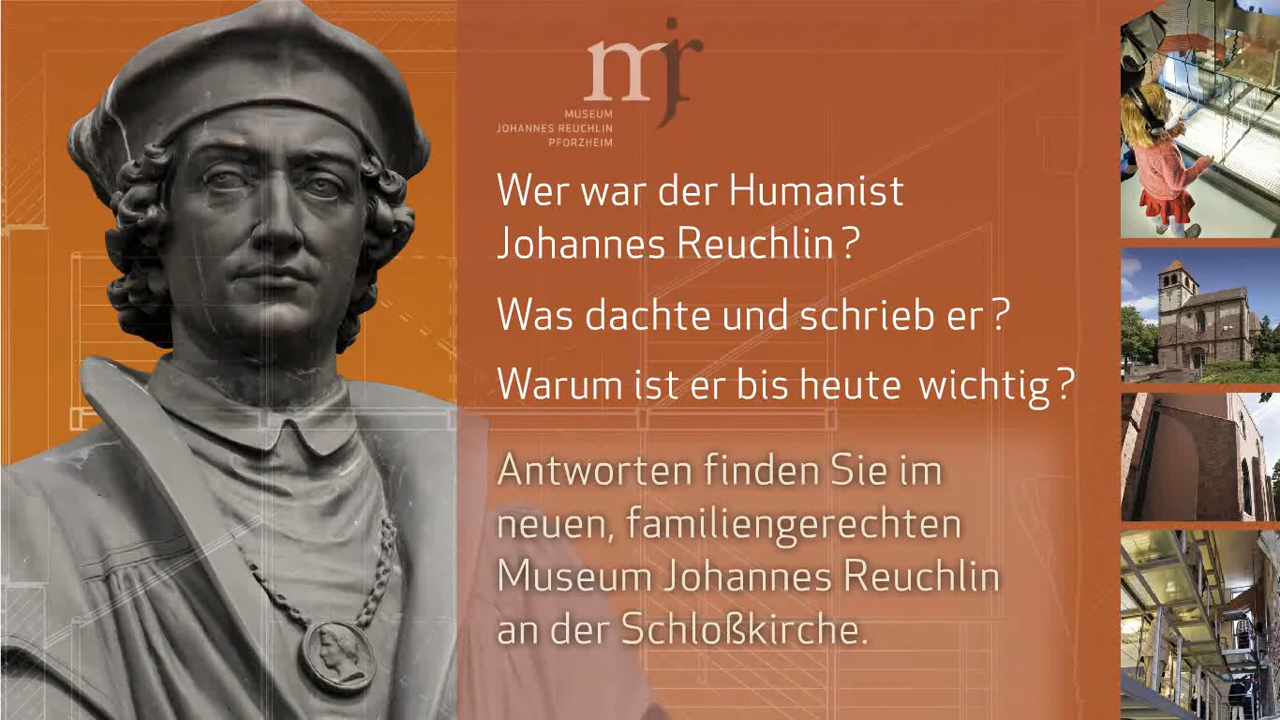 mjr
MUSEUM
JOHANNES REUCHLIN
PFORZHEIM
Wer war der Humanist
Johannes Reuchlin?
Was dachte und schrieb er?
Warum ist er bis heute wichtig?
Antworten finden Sie im
neuen, familiengerechten
Museum Johannes Reuchlin
an der Schloßkirche.